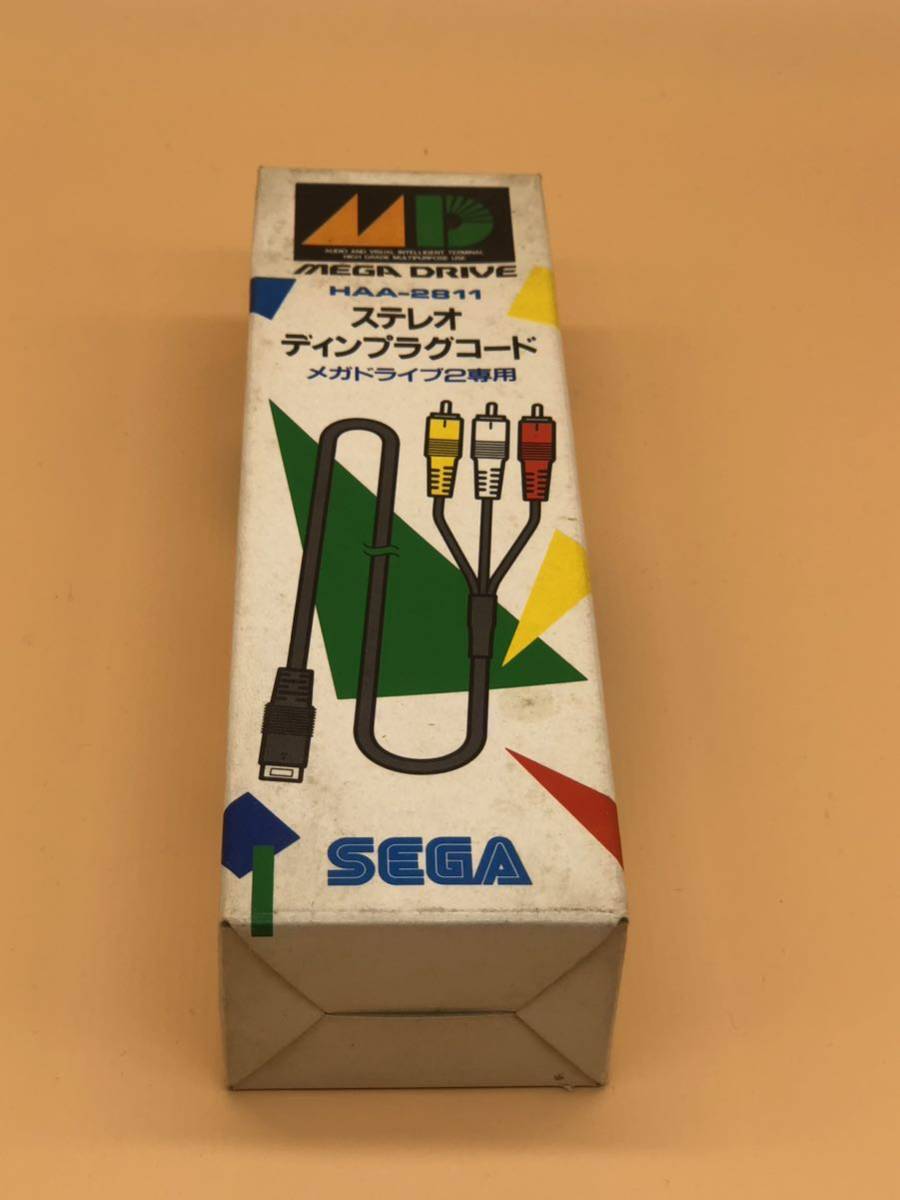 MD
AUDIO AND VISUAL INTELLIGENT TERMINAL
HIGH GRADE MULTIPURPOSE USE
MEGA DRIVE
HAA-2811
ステレオ
ディンプラグコード
メガドライブ2専用
SEGA